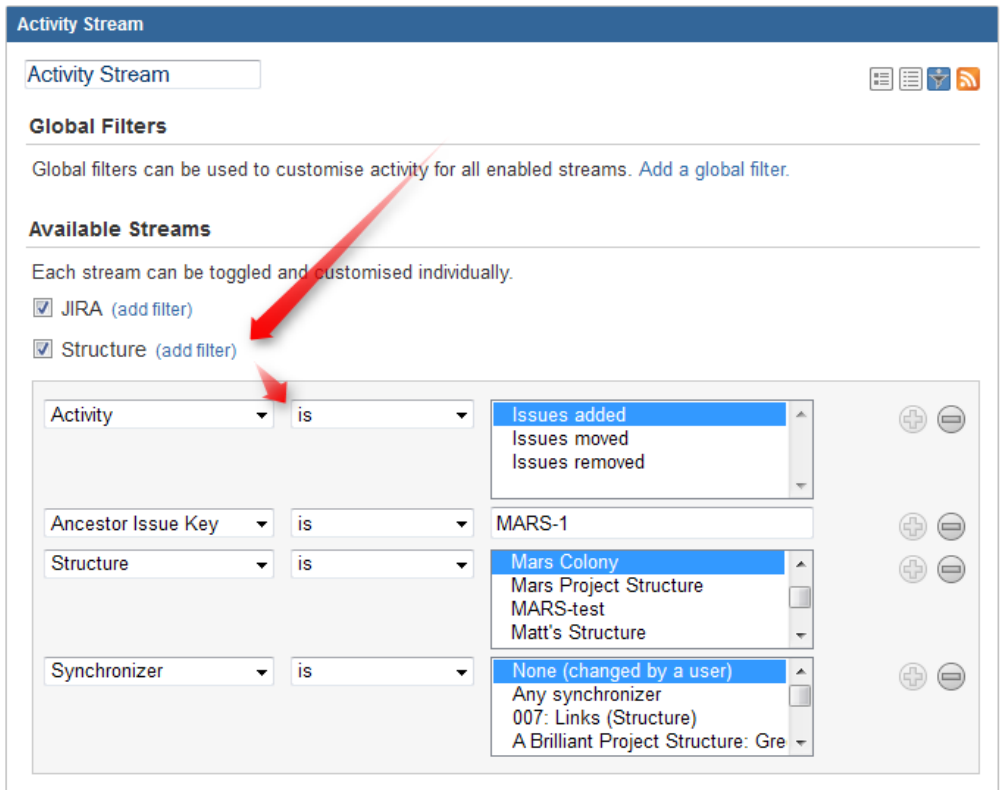 Activity Stream
Activity Stream
Global Filters
Global filters can be used to customise activity for all enabled streams. Add a global filter.
Available Streams
Each stream can be toggled and customised individually.
JIRA (add filter)
Structure (add filter)
Activity is Issues added
Issues moved
Issues removed
Ancestor Issue Key is MARS-1
Structure is Mars Colony
Mars Project Structure
MARS-test
Matt's Structure
Synchronizer is None (changed by a user)
Any synchronizer
007: Links (Structure)
A Brilliant Project Structure: Gre